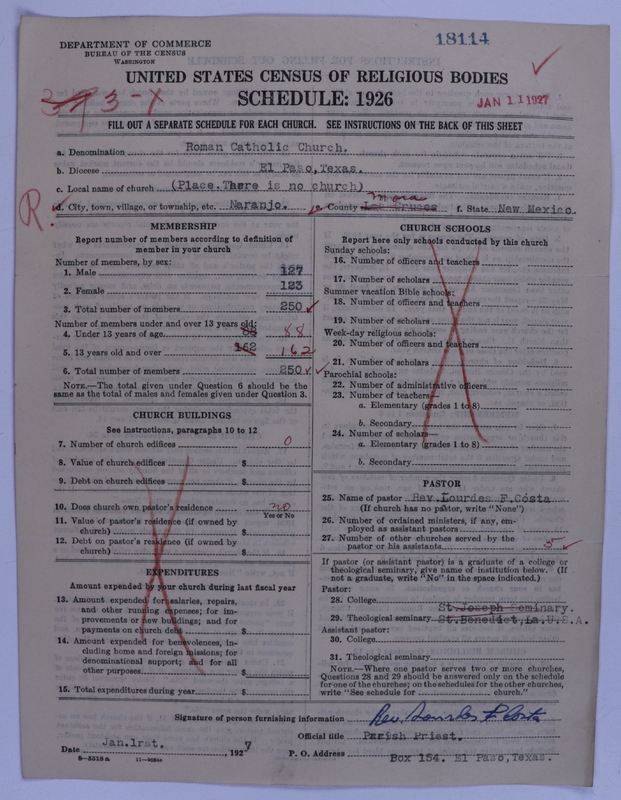 18114
DEPARTMENT OF COMMERCE
BUREAU OF THE CENSUS
WASHINGTON
UNITED STATES CENSUS OF RELIGIOUS BODIES
SCHEDULE: 1926
3-X
JAN 11 1927
FILL OUT A SEPARATE SCHEDULE FOR EACH CHURCH. SEE INSTRUCTIONS ON THE BACK OF THIS SHEET
a. Denomination Roman Catholic Church.
b. Diocese El Paso, Texas.
c. Local name of church (Place. There is no church)
R.
Mora
d. City, town, village, or township, etc. Naranjo. e. County Las Cruces f. State New Mexico.
MEMBERSHIP
Report number of members according to definition of
member in your church
Number of members, by sex:
1. Male 127
2. Female 123
3. Total number of members 250
Number of members under and over 13 years old:
4. Under 13 years of age 88 88
5. 13 years old and over 162 162
6. Total number of members 250
NOTE.—The total given under Question 6 should be the
same as the total of males and females given under Question 3.
CHURCH BUILDINGS
See instructions, paragraphs 10 to 12
7. Number of church edifices 0
8. Value of church edifices $
9. Debt on church edifices $
10. Does church own pastor's residence no
Yes or No
11. Value of pastor's residence (if owned by
church) $
12. Debt on pastor's residence (if owned by
church) $
EXPENDITURES
Amount expended by your church during last fiscal year
13. Amount expended for salaries, repairs,
and other running expenses; for im-
provements or new buildings; and for
payments on church debt $
14. Amount expended for benevolences, in-
cluding home and foreign missions; for
denominational support; and for all
other purposes $
15. Total expenditures during year $
CHURCH SCHOOLS
Report here only schools conducted by this church
Sunday schools:
16. Number of officers and teachers
17. Number of scholars
Summer vacation Bible schools:
18. Number of officers and teachers
19. Number of scholars
Week-day religious schools:
20. Number of officers and teachers
21. Number of scholars
Parochial schools:
22. Number of administrative officers
23. Number of teachers—
a. Elementary (grades 1 to 8)
b. Secondary
24. Number of scholars—
a. Elementary (grades 1 to 8)
b. Secondary
PASTOR
25. Name of pastor Rev. Lourdes F. Costa
(If church has no pastor, write "None")
26. Number of ordained ministers, if any, em-
ployed as assistant pastors
27. Number of other churches served by the
pastor or his assistants 5
If pastor (or assistant pastor) is a graduate of a college or
theological seminary, give name of institution below. (If
not a graduate, write "No" in the space indicated.)
Pastor:
28. College
St. Joseph Seminary.
29. Theological seminary St. Benedict, La. U.S.A.
Assistant pastor:
30. College
31. Theological seminary
NOTE.—Where one pastor serves two or more churches,
Questions 28 and 29 should be answered only on the schedule
for one of the churches; on the schedules for the other churches,
write "See schedule for church."
Signature of person furnishing information Rev. Lourdes F. Costa
Official title Parish Priest.
Date Jan. 1rst. , 1927
P. O. Address Box 154. El Paso, Texas.
8—5518 a